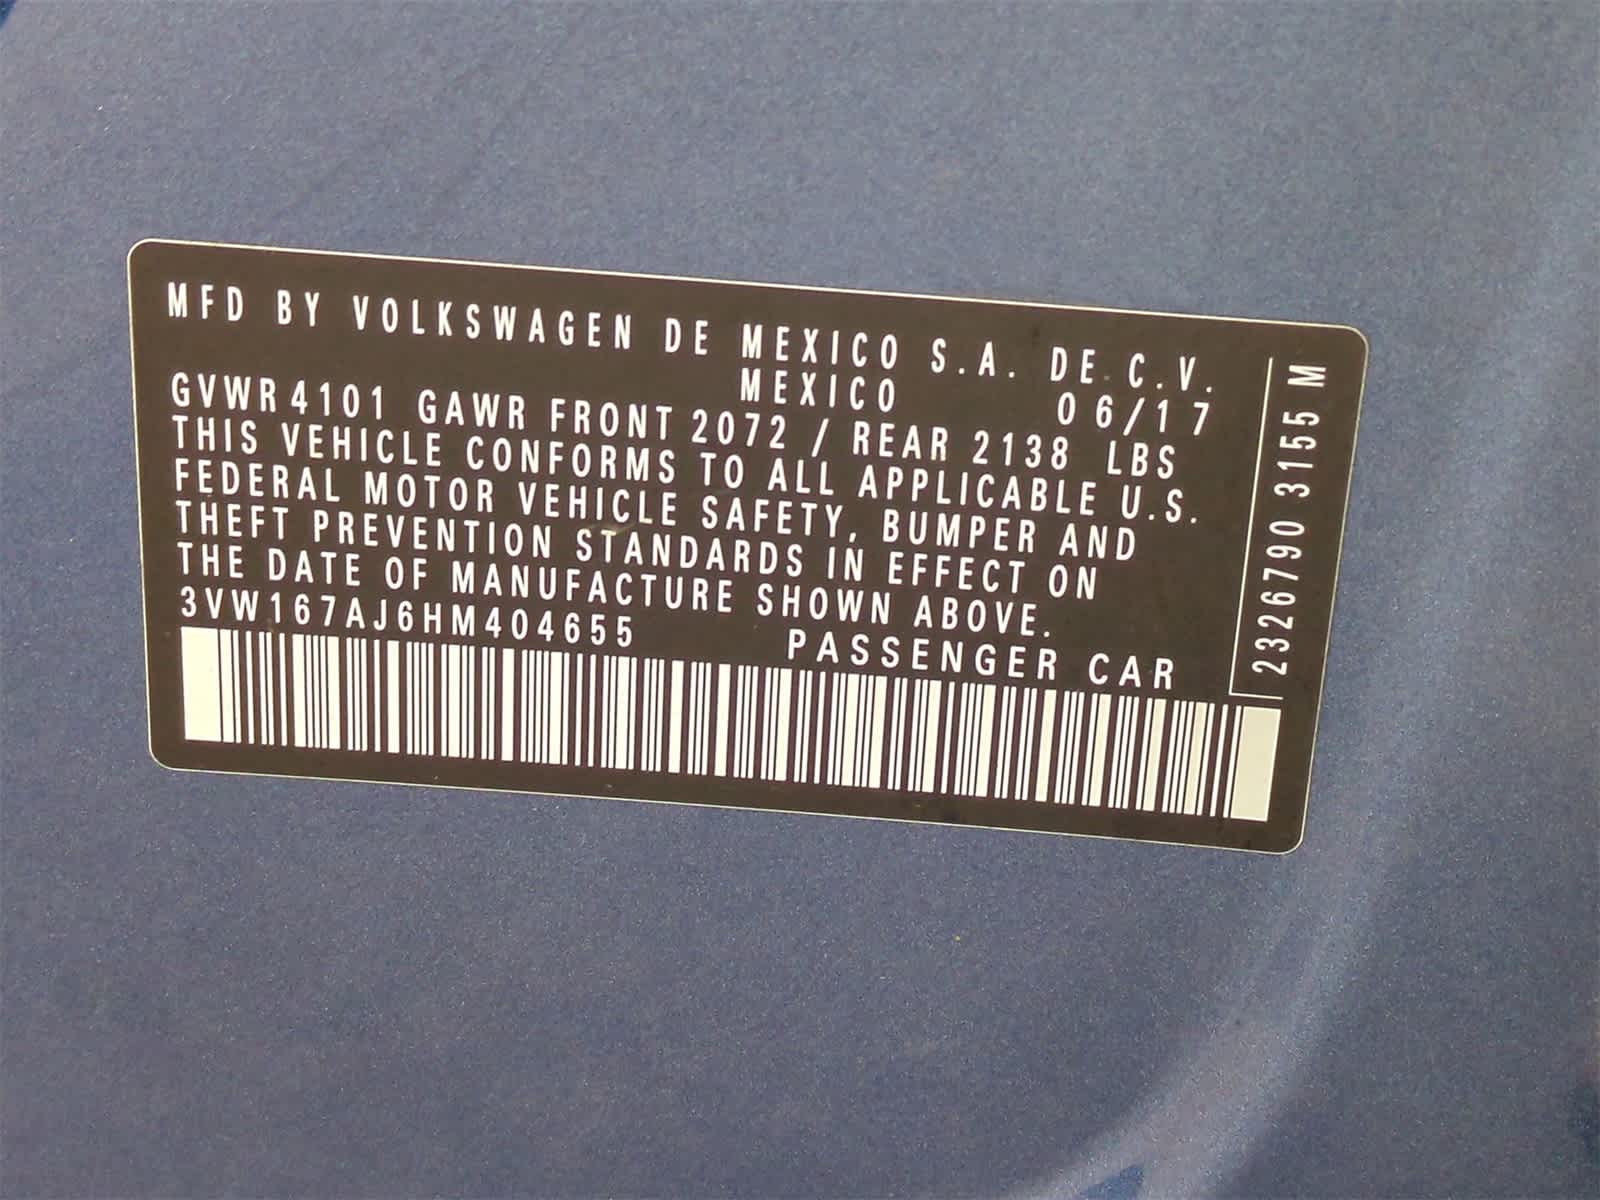 MFD BY VOLKSWAGEN DE MEXICO S.A. DE C.V.
MEXICO 06/17
GVWR 4101 GAWR FRONT 2072 / REAR 2138 LBS
THIS VEHICLE CONFORMS TO ALL APPLICABLE U.S.
FEDERAL MOTOR VEHICLE SAFETY, BUMPER AND
THEFT PREVENTION STANDARDS IN EFFECT ON
THE DATE OF MANUFACTURE SHOWN ABOVE.
3VW167AJ6HM404655 PASSENGER CAR
2326790 3155 M